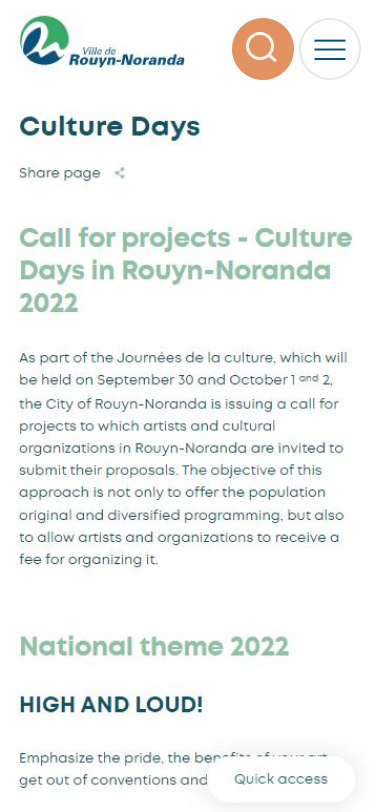 Ville de
Rouyn-Noranda
Culture Days
Share page
Call for projects - Culture
Days in Rouyn-Noranda
2022
As part of the Journées de la culture, which will
be held on September 30 and October 1 and 2,
the City of Rouyn-Noranda is issuing a call for
projects to which artists and cultural
organizations in Rouyn-Noranda are invited to
submit their proposals. The objective of this
approach is not only to offer the population
original and diversified programming, but also
to allow artists and organizations to receive a
fee for organizing it.
National theme 2022
HIGH AND LOUD!
Emphasize the pride, the benefits of your art,
get out of conventions and
Quick access